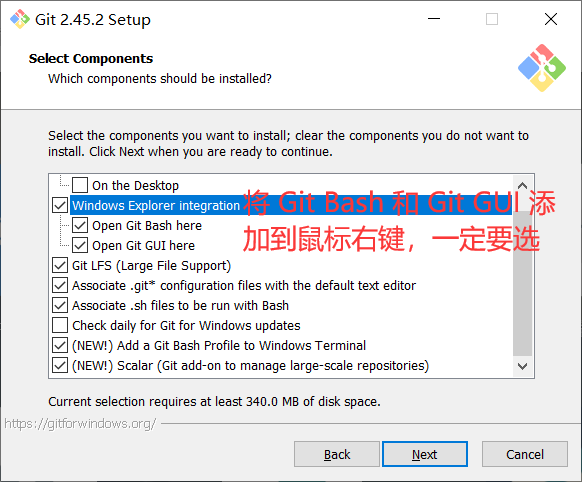 Git 2.45.2 Setup
Select Components
Which components should be installed?
Select the components you want to install; clear the components you do not want to
install. Click Next when you are ready to continue.
On the Desktop
Windows Explorer integration
将 Git Bash 和 Git GUI 添
加到鼠标右键，一定要选
Open Git Bash here
Open Git GUI here
Git LFS (Large File Support)
Associate .git* configuration files with the default text editor
Associate .sh files to be run with Bash
Check daily for Git for Windows updates
(NEW!) Add a Git Bash Profile to Windows Terminal
(NEW!) Scalar (Git add-on to manage large-scale repositories)
Current selection requires at least 340.0 MB of disk space.
https://gitforwindows.org/
Back
Next
Cancel